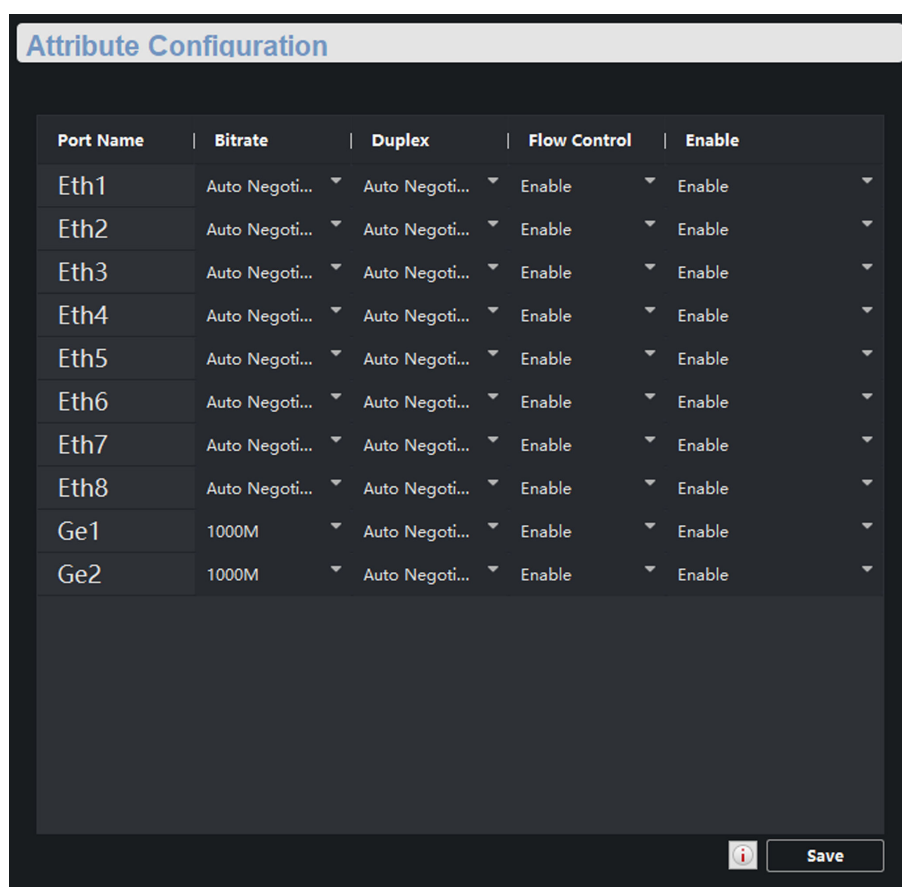 Attribute Configuration
Port Name | Bitrate | Duplex | Flow Control | Enable
Eth1 Auto Negoti... Auto Negoti... Enable Enable
Eth2 Auto Negoti... Auto Negoti... Enable Enable
Eth3 Auto Negoti... Auto Negoti... Enable Enable
Eth4 Auto Negoti... Auto Negoti... Enable Enable
Eth5 Auto Negoti... Auto Negoti... Enable Enable
Eth6 Auto Negoti... Auto Negoti... Enable Enable
Eth7 Auto Negoti... Auto Negoti... Enable Enable
Eth8 Auto Negoti... Auto Negoti... Enable Enable
Ge1 1000M Auto Negoti... Enable Enable
Ge2 1000M Auto Negoti... Enable Enable
i Save